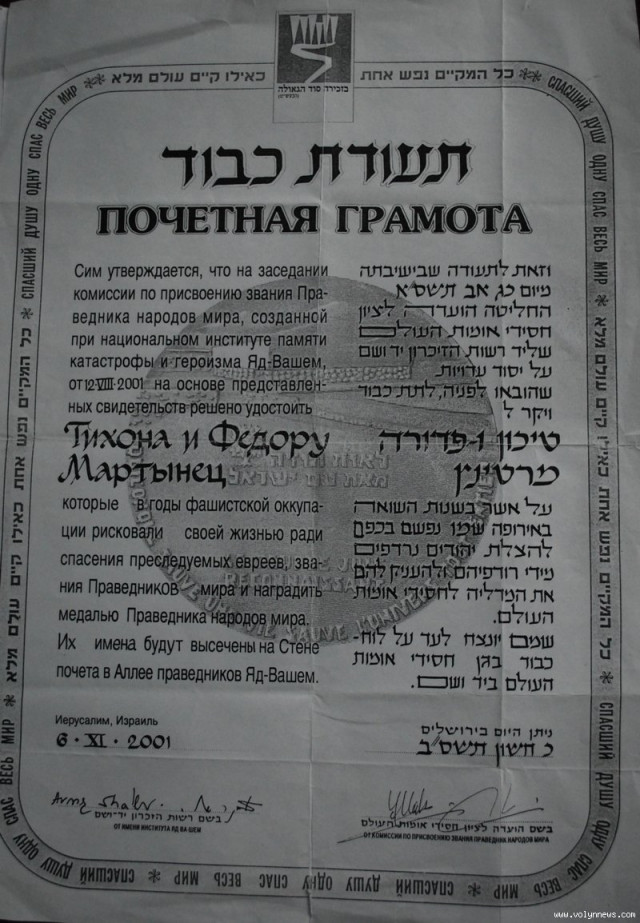 כל המקיים נפש אחת ** כאילו קיים עולם מלא **
СПАСШИЙ ДУШУ ОДНУ СПАС ВЕСЬ МИР
בזכירה סוד הגאולה
תעודת כבוד
ПОЧЕТНАЯ ГРАМОТА
Сим утверждается, что на заседании
комиссии по присвоению звания Пра-
ведника народов мира, созданной
при национальном институте памяти
катастрофы и героизма Яд-Вашем,
от 12·VIII·2001 на основе представлен-
ных свидетельств решено удостоить
Тихона и Федору
Мартынец
которые в годы фашистской оккупа-
ции рисковали своей жизнью ради
спасения преследуемых евреев, зва-
ния Праведников мира и наградить
медалью Праведника народов мира.
Их имена будут высечены на Стене
почета в Аллее праведников Яд-Вашем.
וזאת לתעודה שבישיבתה
מיום כג אב תשס"א
החליטה הועדה לציון
חסידי אומות העולם
שליד רשות הזיכרון יד ושם
על יסוד עדויות
שהובאו לפניה, לתת כבוד
ויקר ל
טיכון ו-פדורה
מרטינץ
על אשר בשנות השואה
באירופה שמו נפשם בכפם
להצלת יהודים נרדפים
מידי רודפיהם ולהעניק להם
את המדליה לחסידי אומות
העולם.
שמם יונצח לעד על לוח-
כבוד בגן חסידי אומות
העולם ביד ושם.
Иерусалим, Израиль
6 · XI · 2001
ניתן היום בירושלים
כ חשון תשס"ב
בשם רשות הזיכרון יד-ושם
ОТ ИМЕНИ ИНСТИТУТА ЯД ВА-ШЕМ
בשם הועדה לציון חסידי אומות העולם
ОТ КОМИССИИ ПО ПРИСВОЕНИЮ ЗВАНИЯ ПРАВЕДНИКА НАРОДОВ МИРА
www.volynnews.com